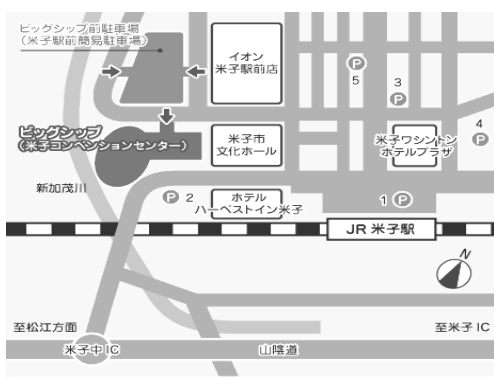 ビッグシップ前駐車場
（米子駅前簡易駐車場）
イオン
米子駅前店
P
5
3
P
4
P
ビッグシップ
（米子コンベンションセンター）
米子市
文化ホール
米子ワシントン
ホテルプラザ
新加茂川
P 2
ホテル
ハーベストイン米子
1 P
JR 米子駅
N
至松江方面
至米子 IC
米子中 IC
山陰道